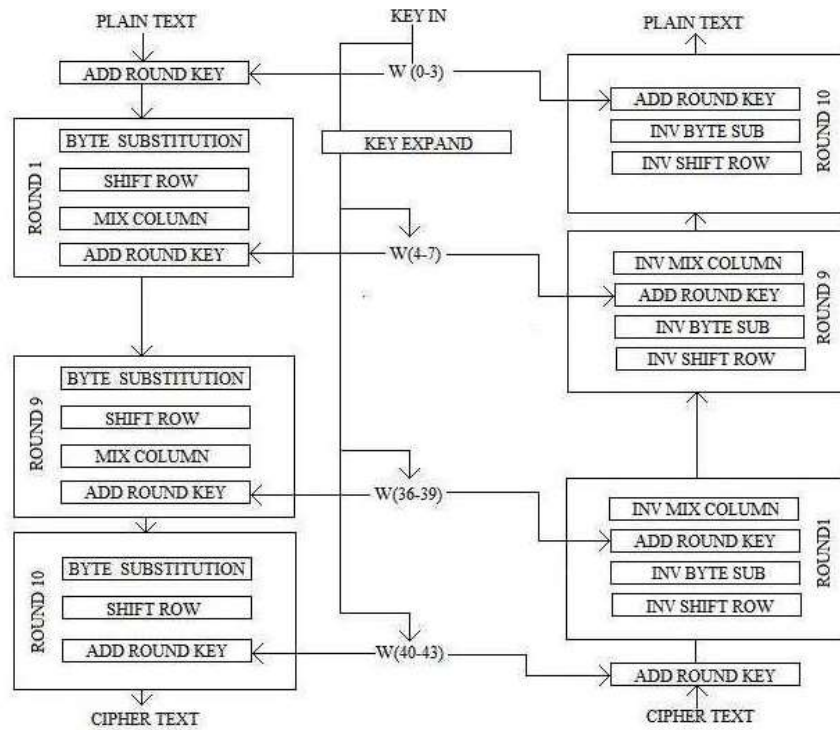 PLAIN TEXT
ADD ROUND KEY
ROUND 1
BYTE SUBSTITUTION
SHIFT ROW
MIX COLUMN
ADD ROUND KEY
ROUND 9
BYTE SUBSTITUTION
SHIFT ROW
MIX COLUMN
ADD ROUND KEY
ROUND 10
BYTE SUBSTITUTION
SHIFT ROW
ADD ROUND KEY
CIPHER TEXT
KEY IN
W (0-3)
KEY EXPAND
W(4-7)
W(36-39)
W(40-43)
PLAIN TEXT
ADD ROUND KEY
INV BYTE SUB
INV SHIFT ROW
ROUND 10
INV MIX COLUMN
ADD ROUND KEY
INV BYTE SUB
INV SHIFT ROW
ROUND 9
INV MIX COLUMN
ADD ROUND KEY
INV BYTE SUB
INV SHIFT ROW
ROUND1
ADD ROUND KEY
CIPHER TEXT